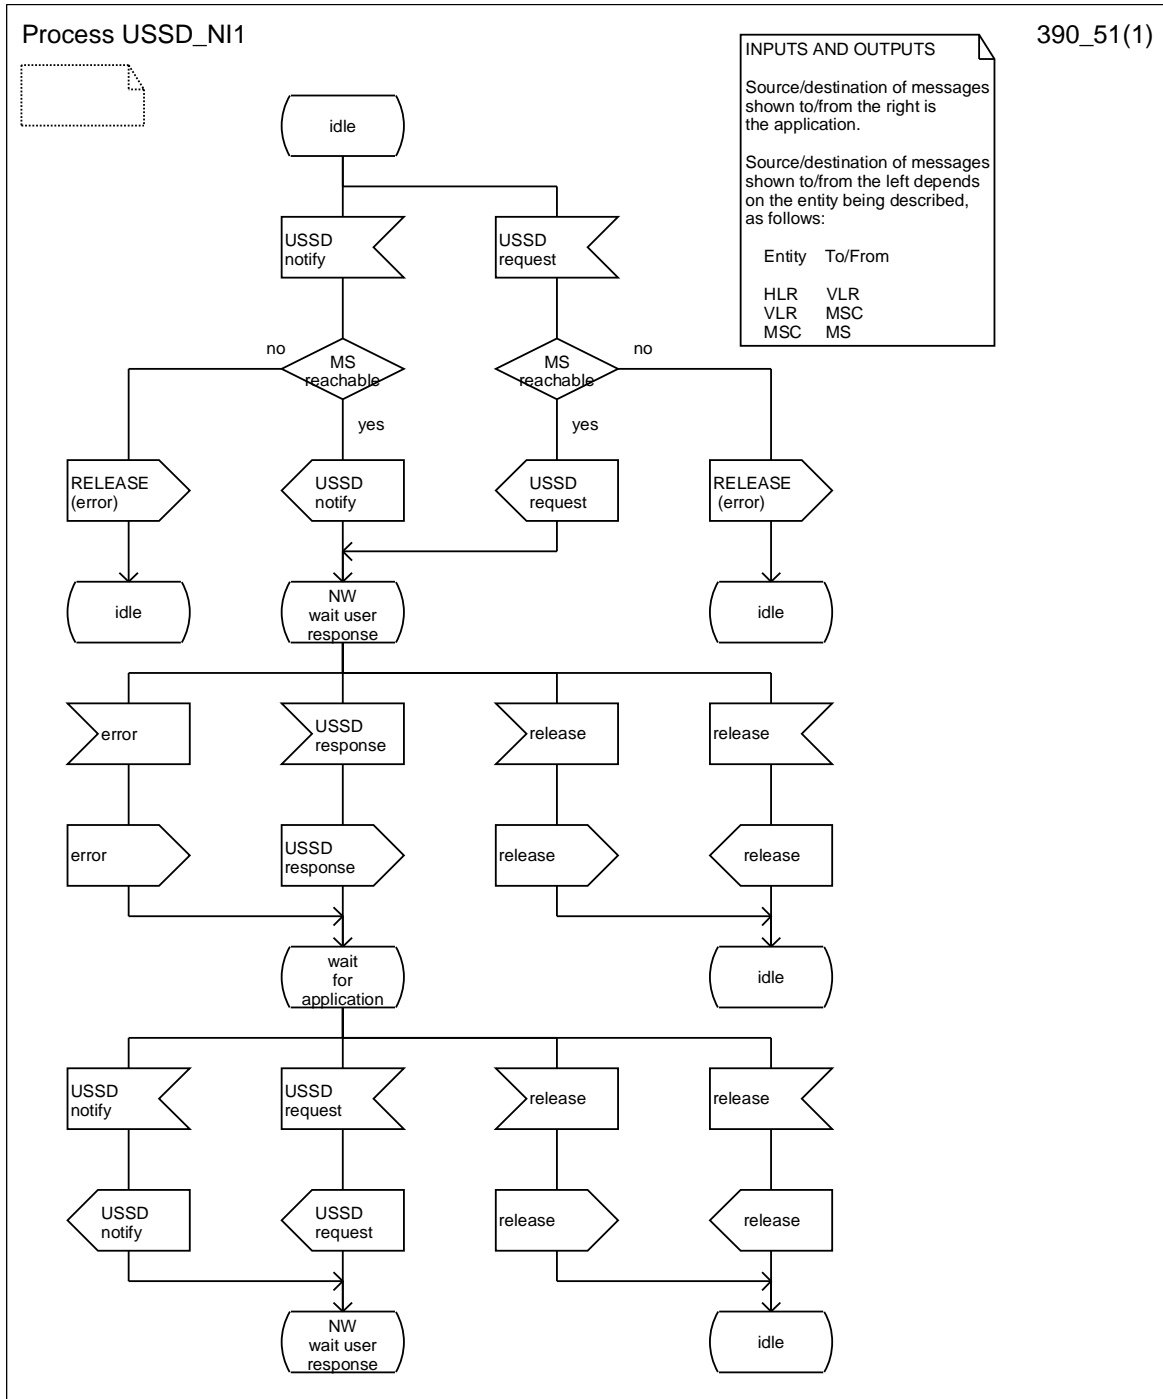 Process USSD_NI1
390_51(1)
INPUTS AND OUTPUTS
Source/destination of messages
shown to/from the right is
the application.
Source/destination of messages
shown to/from the left depends
on the entity being described,
as follows:
Entity To/From
HLR VLR
VLR MSC
MSC MS
idle
USSD
notify
USSD
request
no
MS
reachable
yes
MS
reachable
no
yes
RELEASE
(error)
USSD
notify
USSD
request
RELEASE
(error)
idle
NW
wait user
response
idle
error
USSD
response
release
release
error
USSD
response
release
release
wait
for
application
idle
USSD
notify
USSD
request
release
release
USSD
notify
USSD
request
release
release
NW
wait user
response
idle